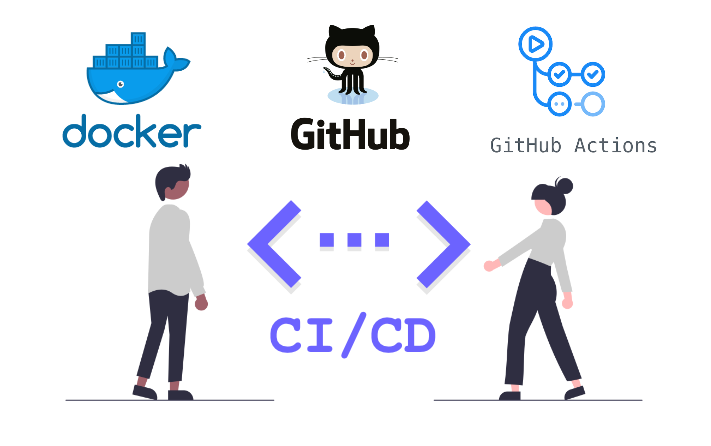 docker
GitHub
GitHub Actions
< ... >
CI/CD